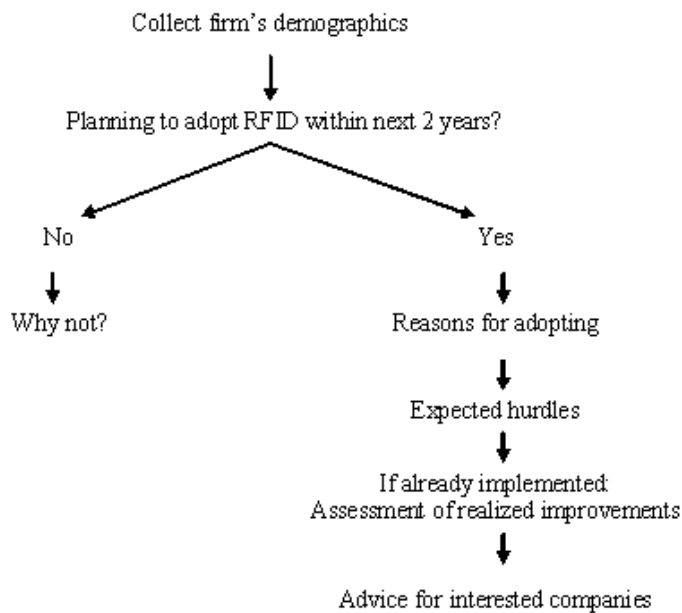 Collect firm's demographics
Planning to adopt RFID within next 2 years?
No
Yes
Why not?
Reasons for adopting
Expected hurdles
If already implemented:
Assessment of realized improvements
Advice for interested companies